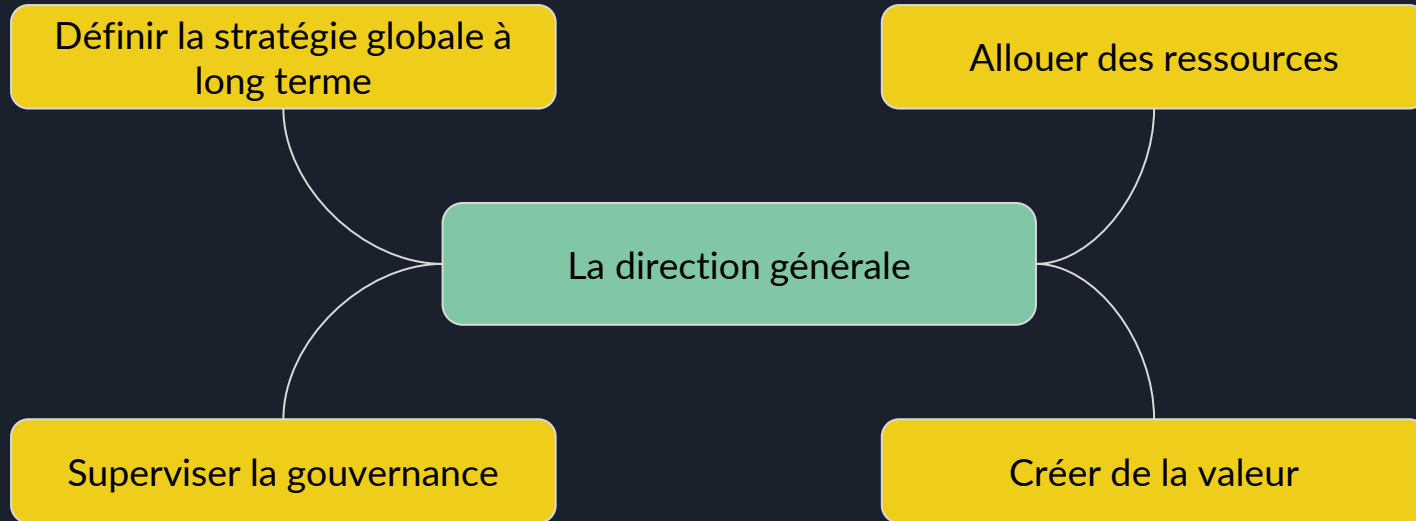 Définir la stratégie globale à
long terme
Allouer des ressources
La direction générale
Superviser la gouvernance
Créer de la valeur